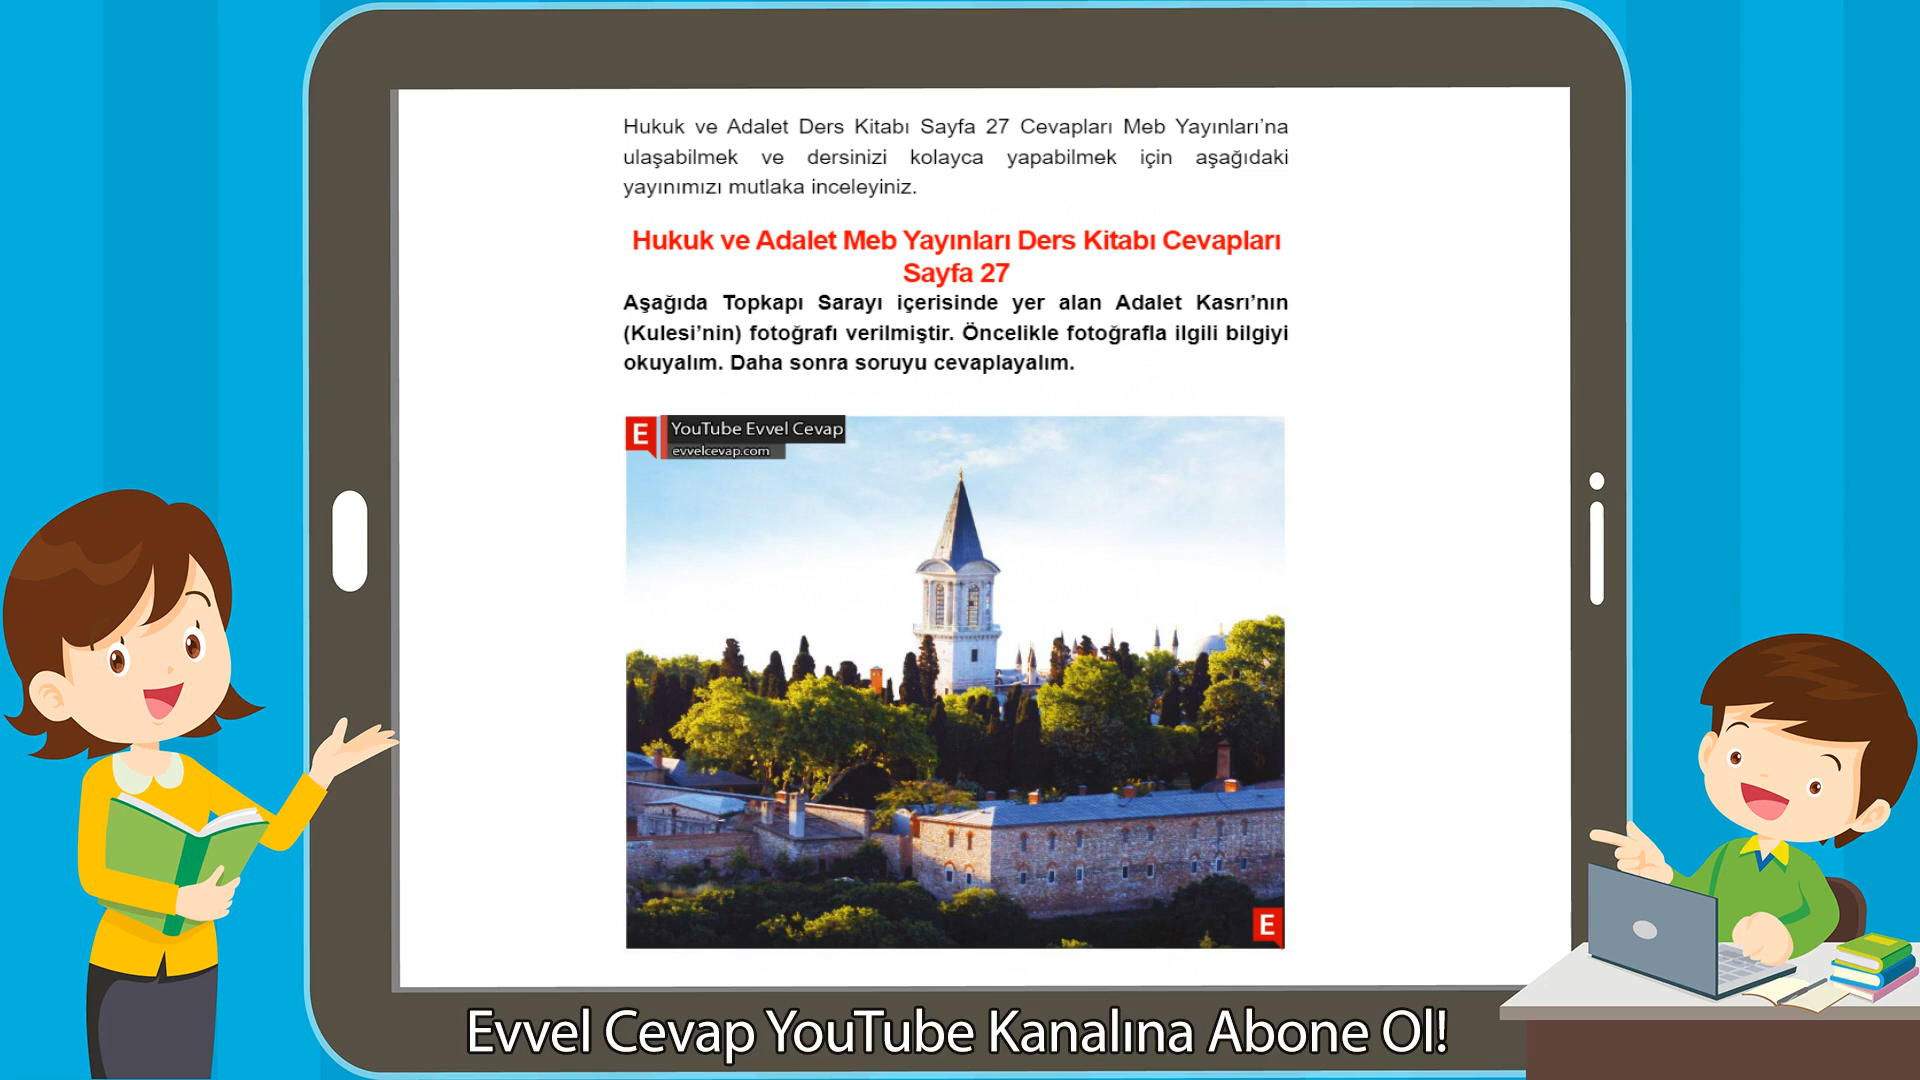 Hukuk ve Adalet Ders Kitabı Sayfa 27 Cevapları Meb Yayınları’na
ulaşabilmek ve dersinizi kolayca yapabilmek için aşağıdaki
yayınımızı mutlaka inceleyiniz.
Hukuk ve Adalet Meb Yayınları Ders Kitabı Cevapları
Sayfa 27
Aşağıda Topkapı Sarayı içerisinde yer alan Adalet Kasrı’nın
(Kulesi’nin) fotoğrafı verilmiştir. Öncelikle fotoğrafla ilgili bilgiyi
okuyalım. Daha sonra soruyu cevaplayalım.
E YouTube Evvel Cevap
evvelcevap.com
E
Evvel Cevap YouTube Kanalına Abone Ol!